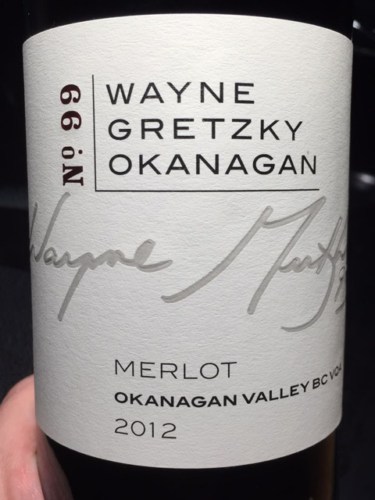 No 99
WAYNE
GRETZKY
OKANAGAN
Wayne
MERLOT
OKANAGAN VALLEY BC VQA
2012